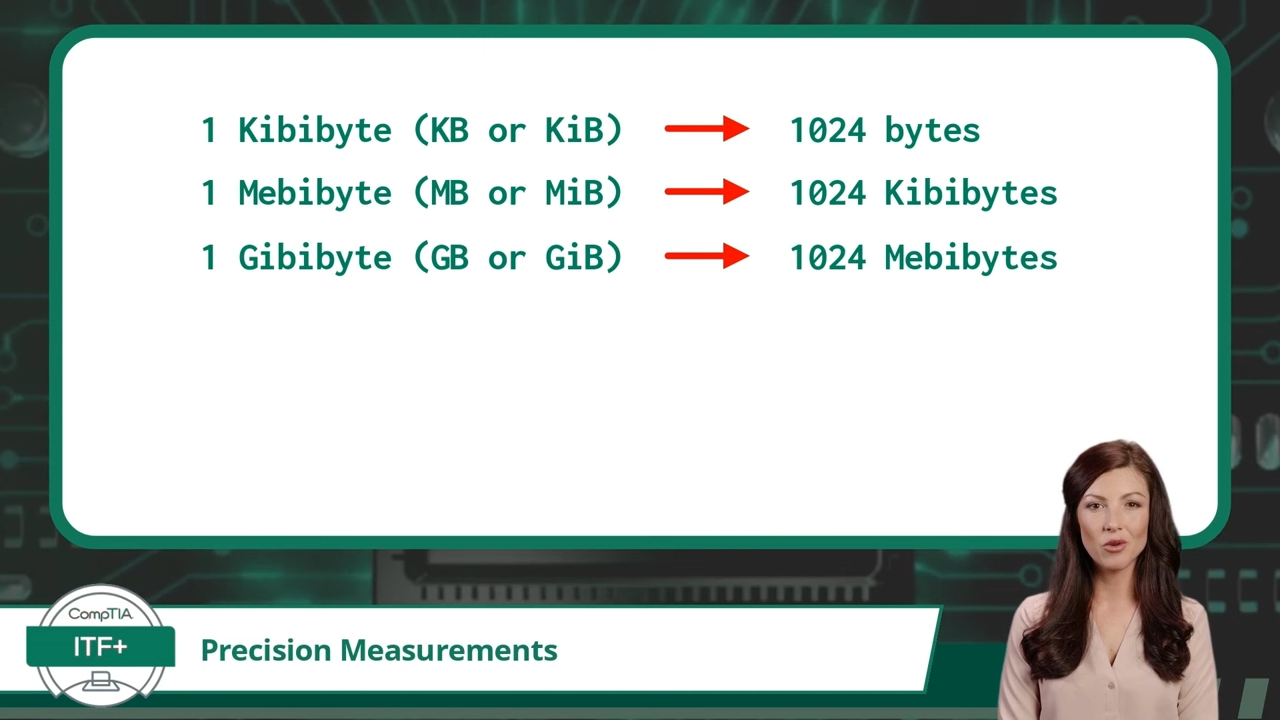 1 Kibibyte (KB or KiB) → 1024 bytes
1 Mebibyte (MB or MiB) → 1024 Kibibytes
1 Gibibyte (GB or GiB) → 1024 Mebibytes
CompTIA.
ITF+
Precision Measurements